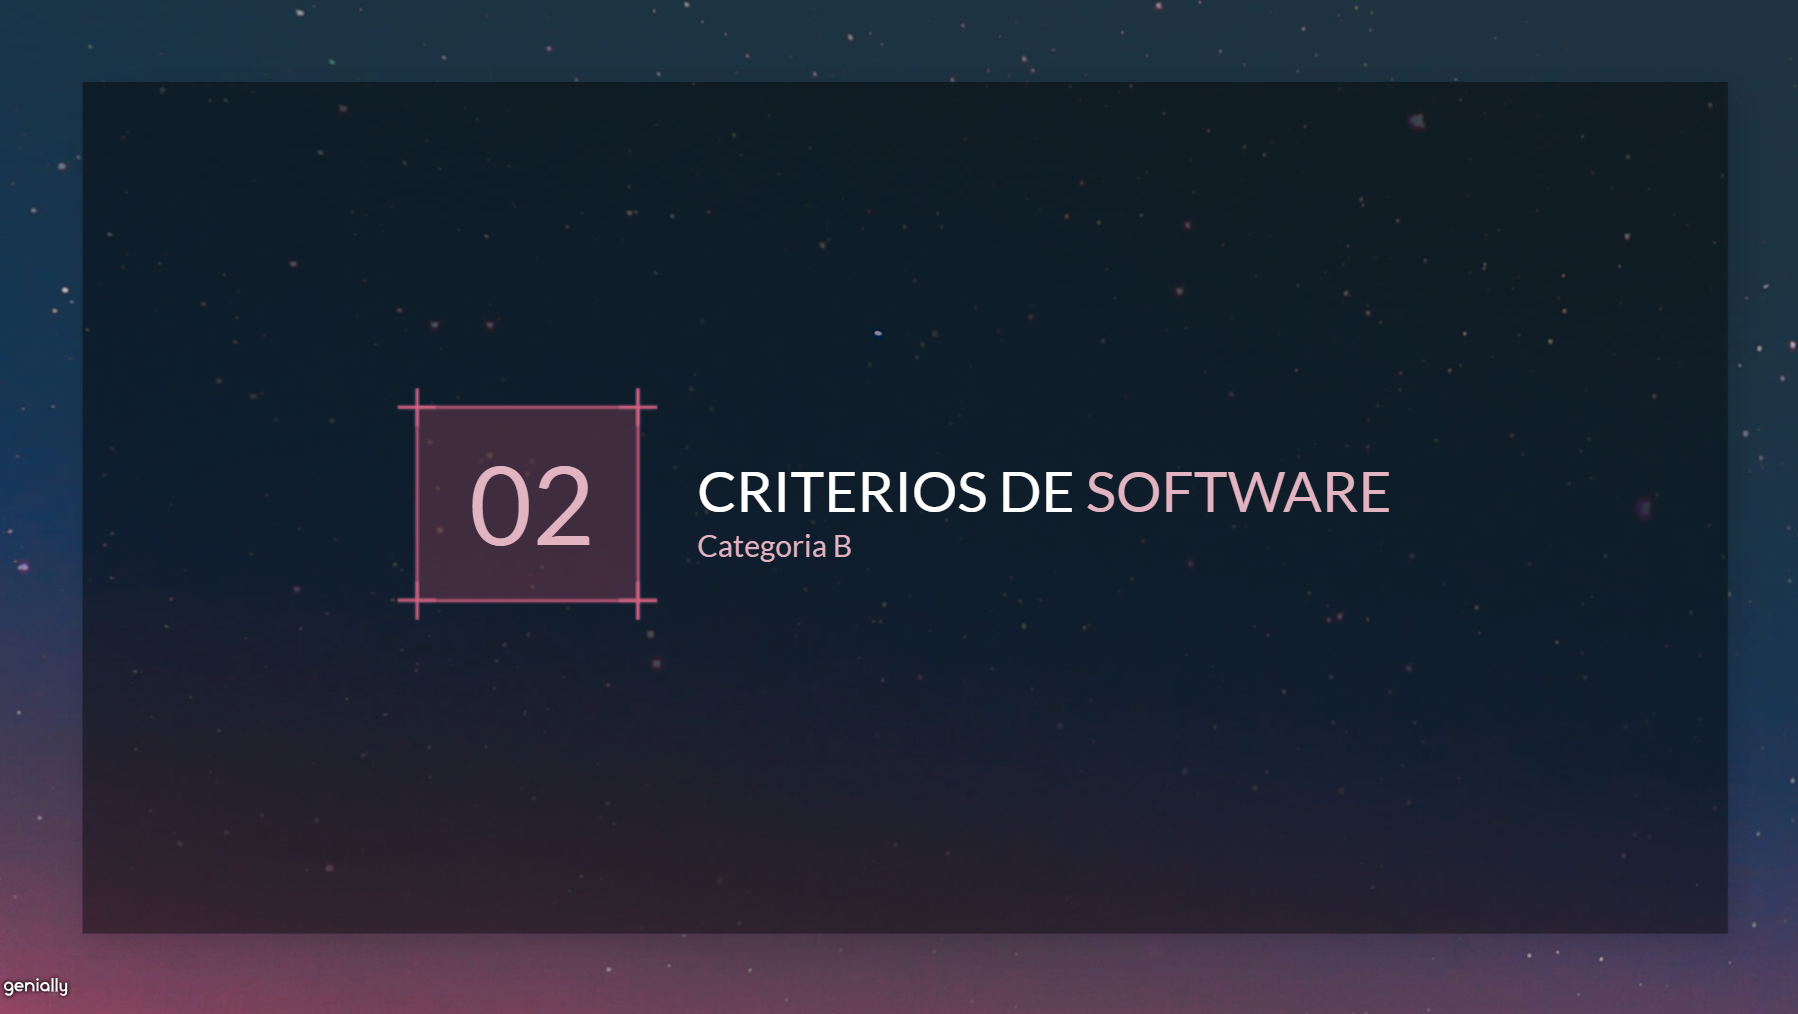 02
CRITERIOS DE SOFTWARE
Categoria B
genially